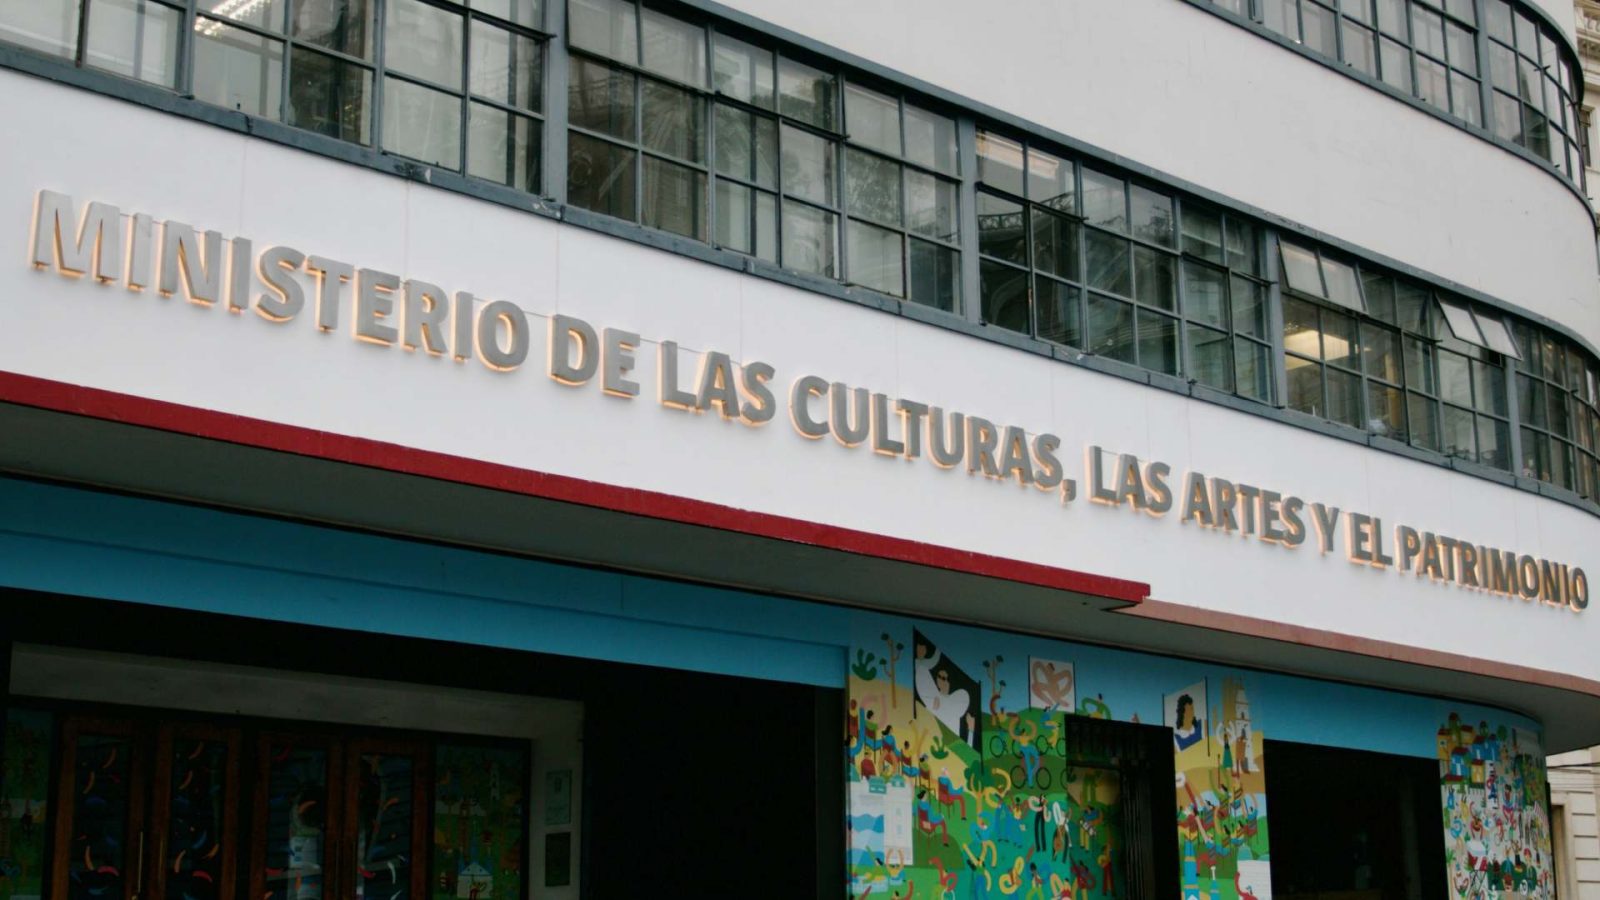 MINISTERIO DE LAS CULTURAS, LAS ARTES Y EL PATRIMONIO